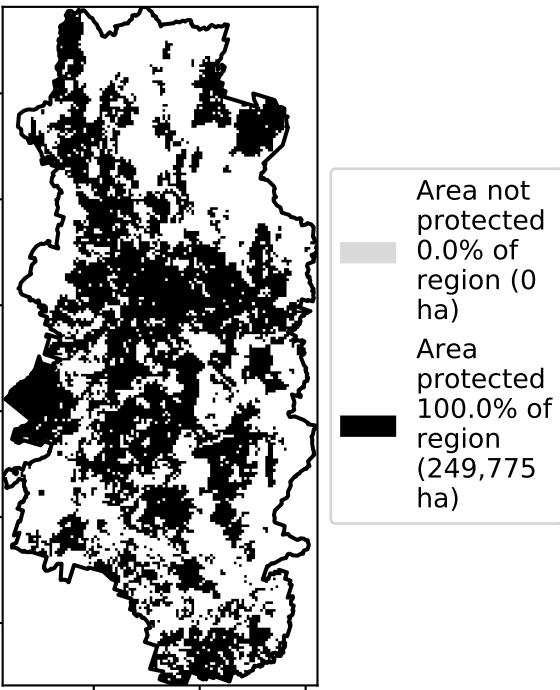 Area not
protected
0.0% of
region (0
ha)
Area
protected
100.0% of
region
(249,775
ha)